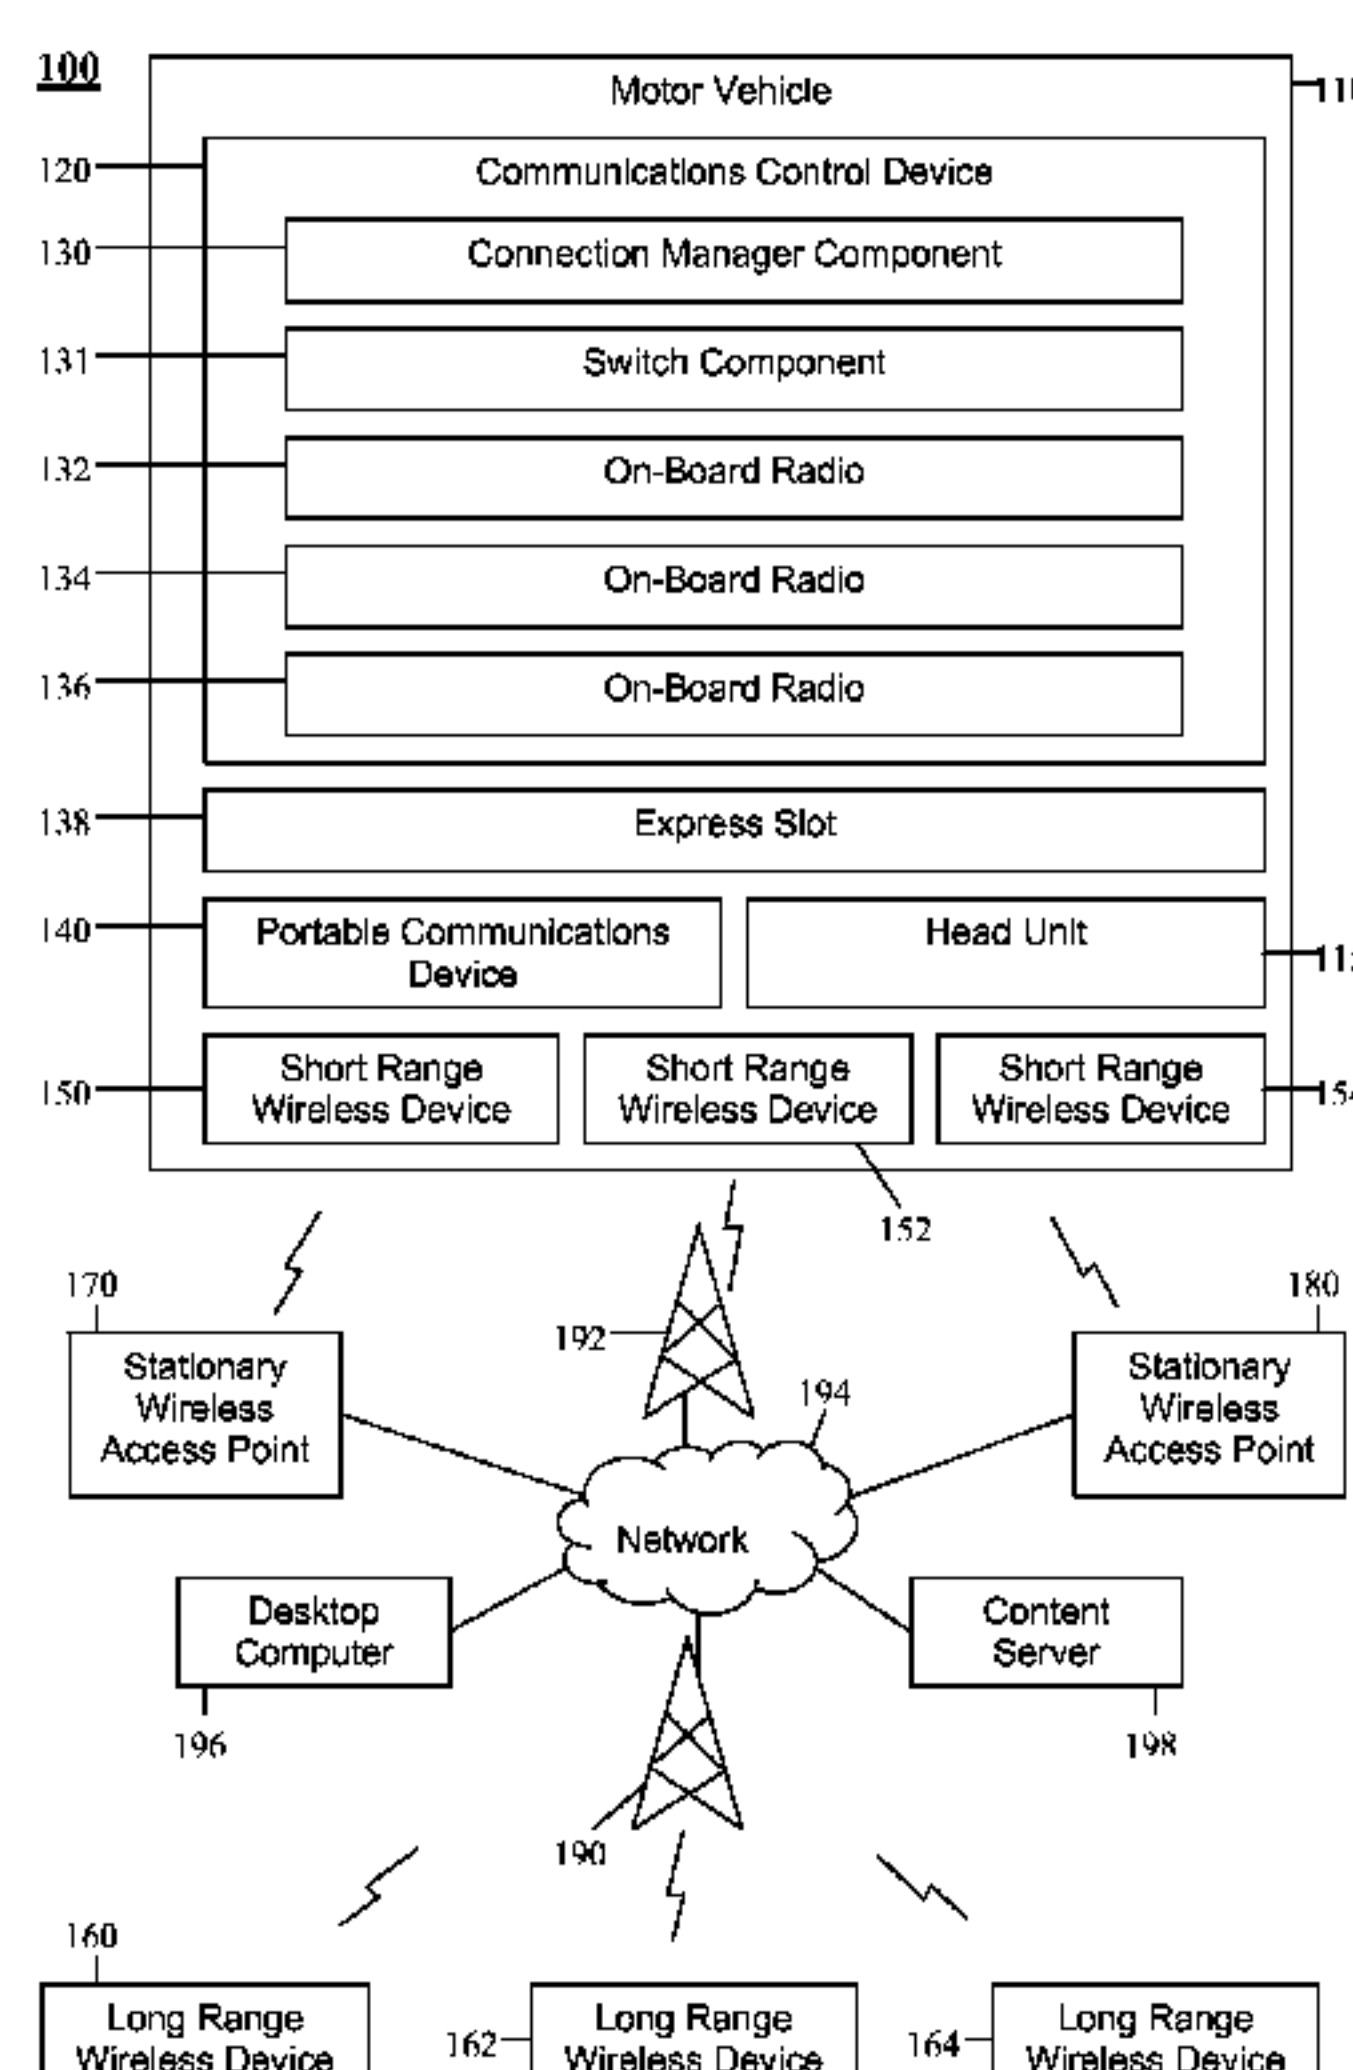 100
Motor Vehicle
120
Communications Control Device
130
Connection Manager Component
131
Switch Component
132
On-Board Radio
134
On-Board Radio
136
On-Board Radio
138
Express Slot
140
Portable Communications
Device
Head Unit
150
Short Range
Wireless Device
Short Range
Wireless Device
Short Range
Wireless Device
152
170
180
192
Stationary
Wireless
Access Point
194
Stationary
Wireless
Access Point
Network
Desktop
Computer
Content
Server
196
198
190
160
Long Range
Wireless Device
162
Long Range
Wireless Device
164
Long Range
Wireless Device